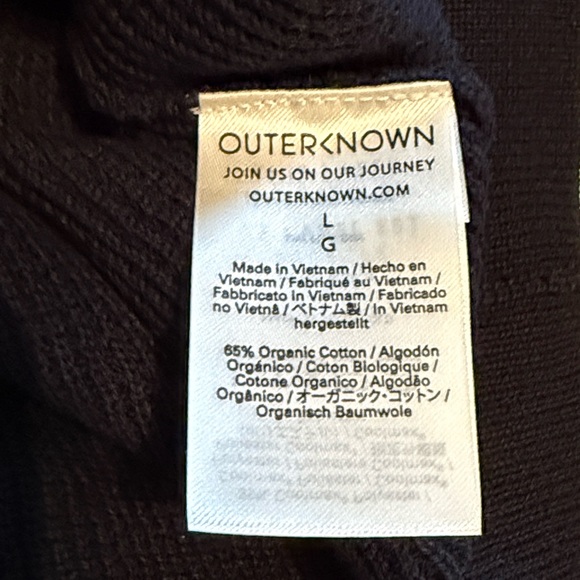 OUTERKNOWN
JOIN US ON OUR JOURNEY
OUTERKNOWN.COM
L
G
Made in Vietnam / Hecho en
Vietnam / Fabriqué au Vietnam /
Fabbricato in Vietnam / Fabricado
no Vietnã / ベトナム製 / In Vietnam
hergestellt
65% Organic Cotton / Algodón
Orgánico / Coton Biologique /
Cotone Organico / Algodão
Orgânico / オーガニック・コットン /
Organisch Baumwole